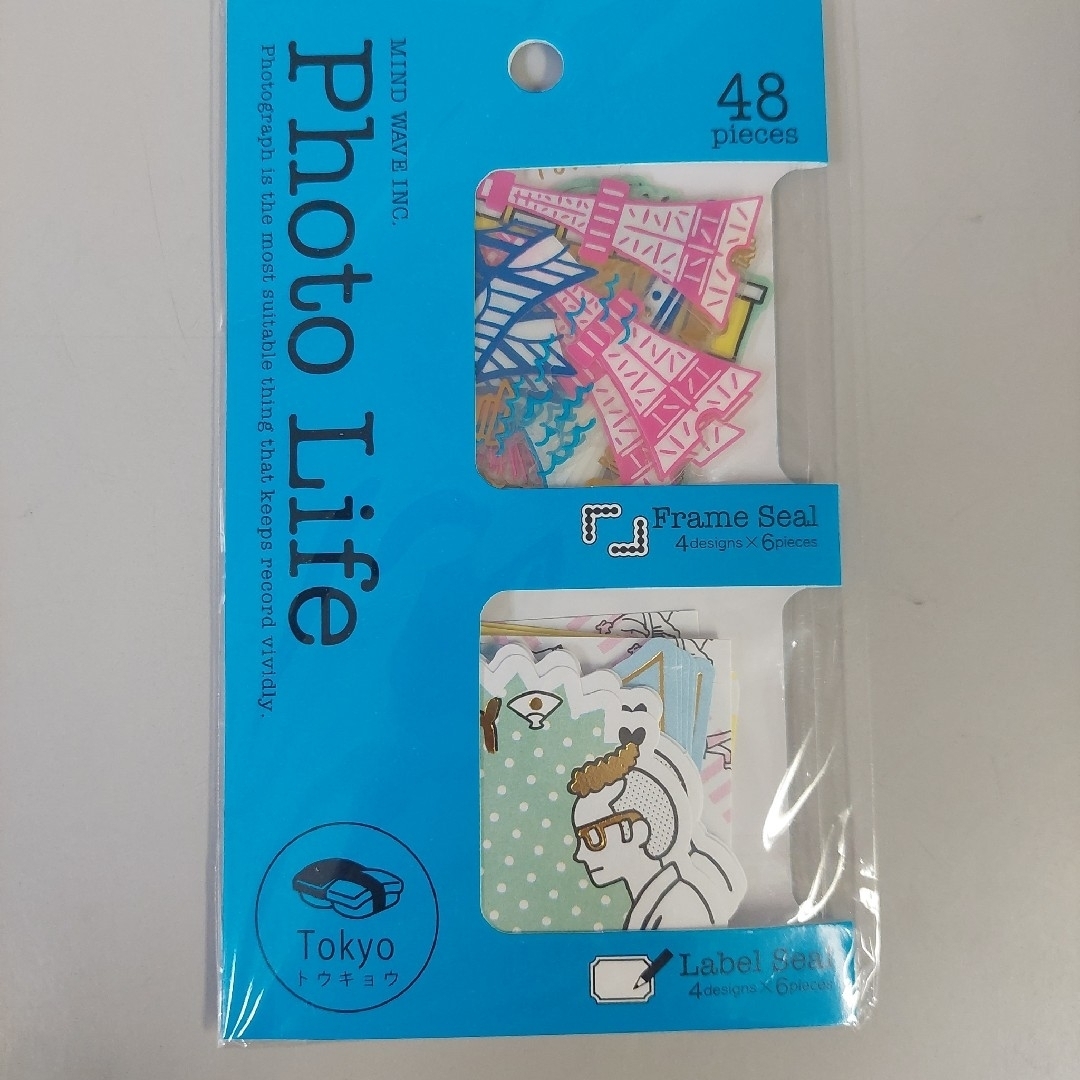 MIND WAVE INC.
Photo Life
Photograph is the most suitable thing that keeps record vividly.
48
pieces
Frame Seal
4designs×6pieces
Tokyo
トウキョウ
Label Seal
4designs×6pieces